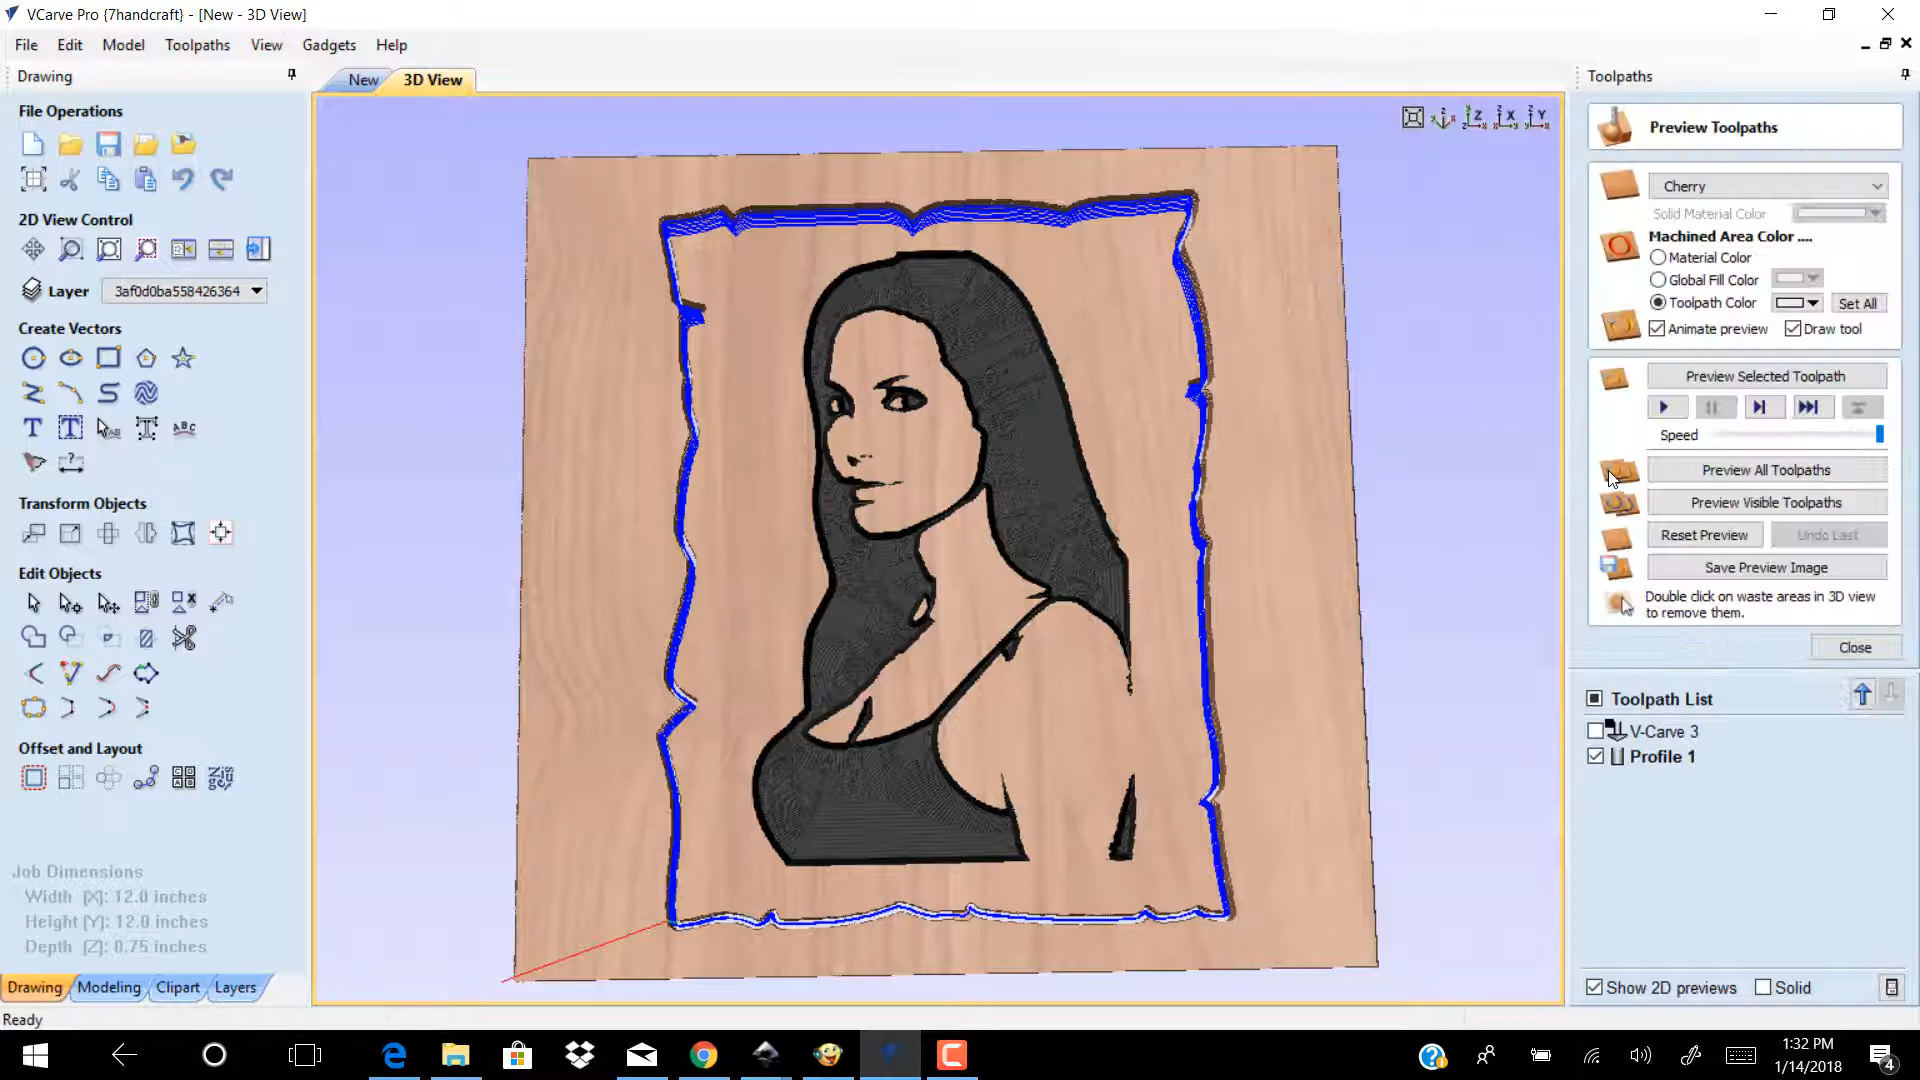 VCarve Pro {7handcraft} - [New - 3D View]
File Edit Model Toolpaths View Gadgets Help
Drawing
File Operations
2D View Control
Layer 3af0d0ba558426364
Create Vectors
Transform Objects
Edit Objects
Offset and Layout
Job Dimensions
Width (X): 12.0 inches
Height (Y): 12.0 inches
Depth (Z): 0.75 inches
Drawing Modeling Clipart Layers
Ready
New 3D View
Toolpaths
Preview Toolpaths
Cherry
Solid Material Color
Machined Area Color ....
Material Color
Global Fill Color
Toolpath Color Set All
Animate preview Draw tool
Preview Selected Toolpath
Speed
Preview All Toolpaths
Preview Visible Toolpaths
Reset Preview Undo Last
Save Preview Image
Double click on waste areas in 3D view
to remove them.
Close
Toolpath List
V-Carve 3
Profile 1
Show 2D previews Solid
1:32 PM
1/14/2018
4